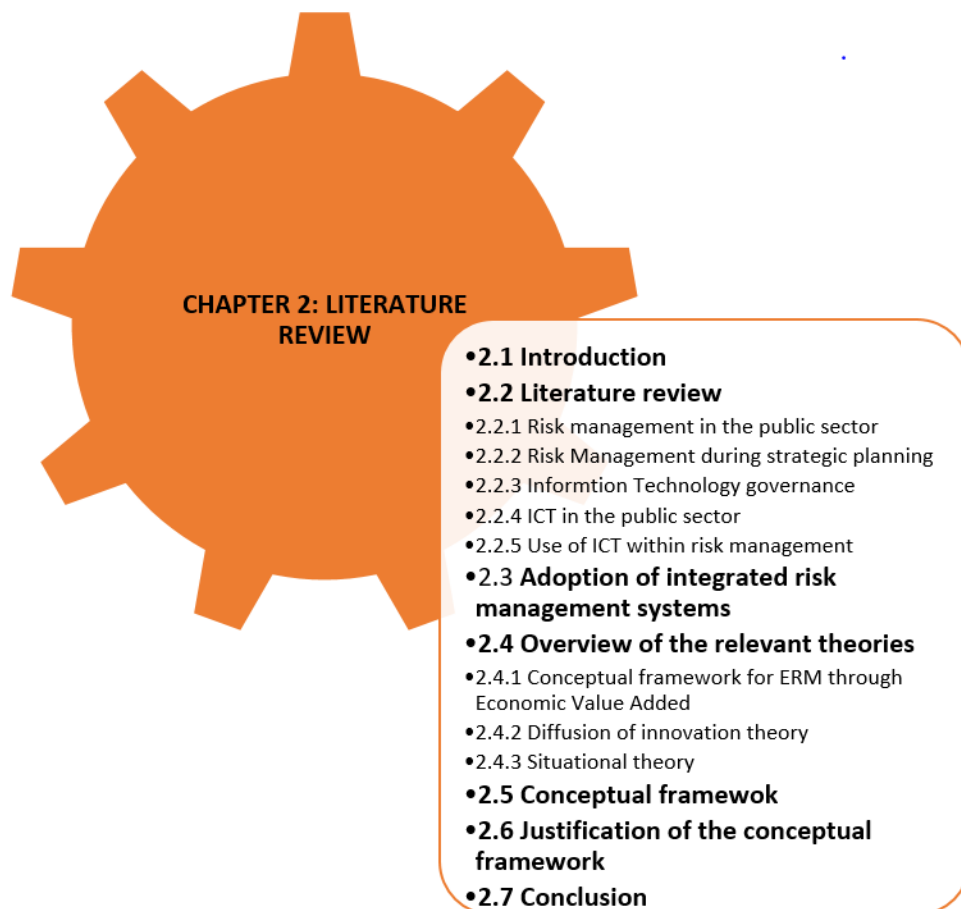 CHAPTER 2: LITERATURE
REVIEW
•2.1 Introduction
•2.2 Literature review
•2.2.1 Risk management in the public sector
•2.2.2 Risk Management during strategic planning
•2.2.3 Informtion Technology governance
•2.2.4 ICT in the public sector
•2.2.5 Use of ICT within risk management
•2.3 Adoption of integrated risk
management systems
•2.4 Overview of the relevant theories
•2.4.1 Conceptual framework for ERM through
Economic Value Added
•2.4.2 Diffusion of innovation theory
•2.4.3 Situational theory
•2.5 Conceptual framewok
•2.6 Justification of the conceptual
framework
•2.7 Conclusion